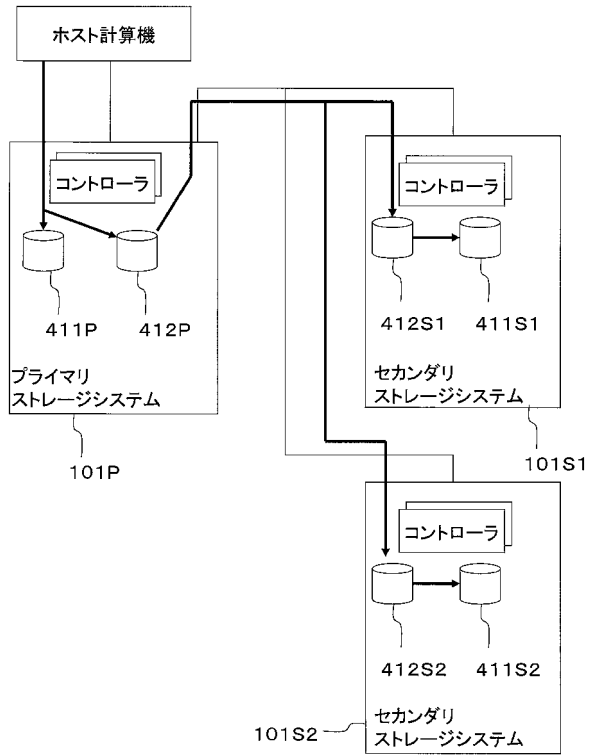 ホスト計算機
コントローラ
411P
412P
プライマリ
ストレージシステム
101P
コントローラ
412S1
411S1
セカンダリ
ストレージシステム
101S1
コントローラ
412S2
411S2
101S2
セカンダリ
ストレージシステム